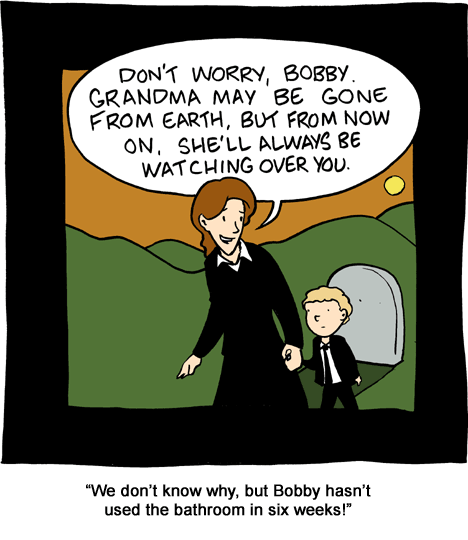 DON'T WORRY, BOBBY.
GRANDMA MAY BE GONE
FROM EARTH, BUT FROM NOW
ON, SHE'LL ALWAYS BE
WATCHING OVER YOU.
“We don’t know why, but Bobby hasn’t
used the bathroom in six weeks!”